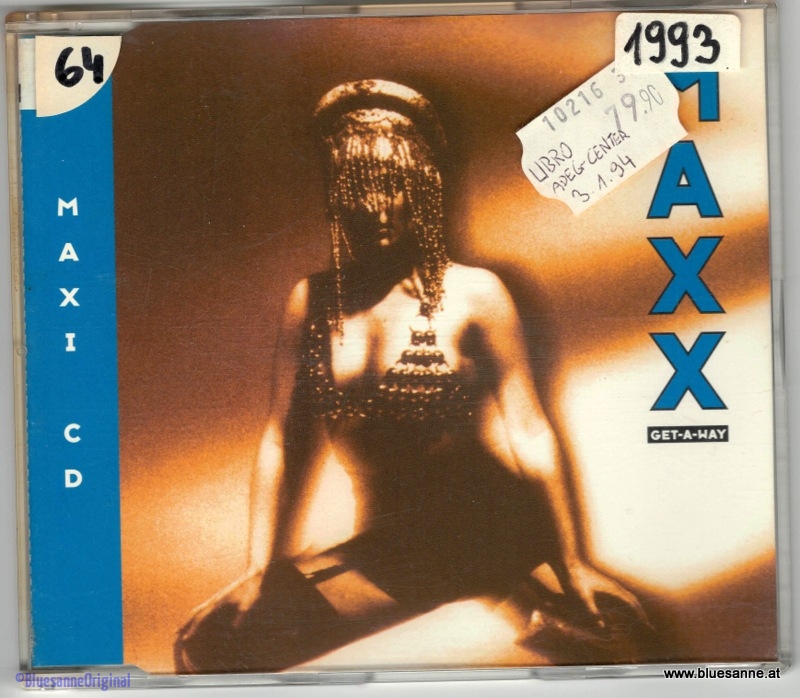 64
1993
10216 3
79.90
LIBRO
ADEG-CENTER
3.1.94
MAXX
GET-A-WAY
MAXI CD
©BluesanneOriginal
www.bluesanne.at